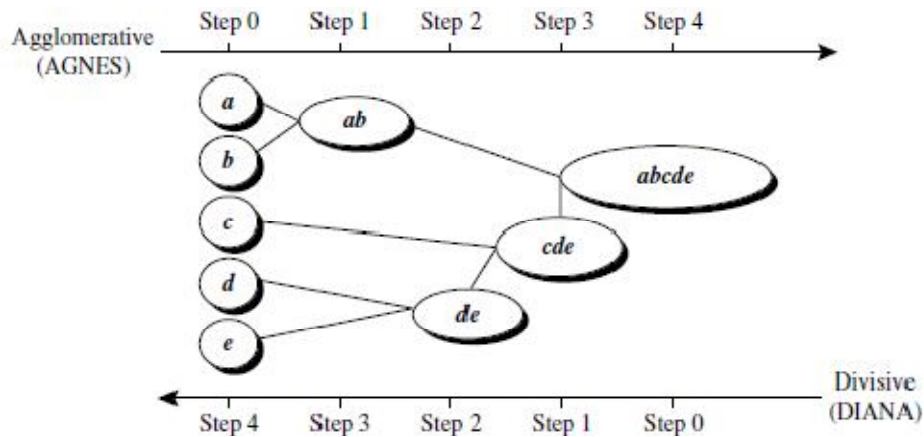 Step 0 Step 1 Step 2 Step 3 Step 4
Agglomerative
(AGNES)
a
ab
b
abcde
c
cde
d
de
e
Divisive
(DIANA)
Step 4 Step 3 Step 2 Step 1 Step 0